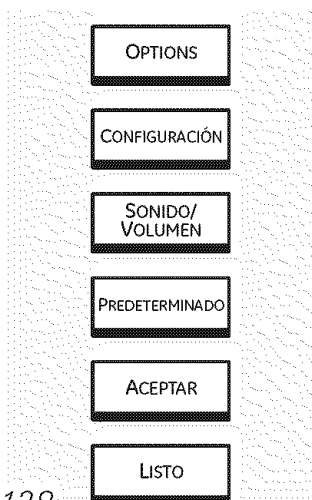 OPTIONS
CONFIGURACIÓN
SONIDO/
VOLUMEN
PREDETERMINADO
ACEPTAR
LISTO